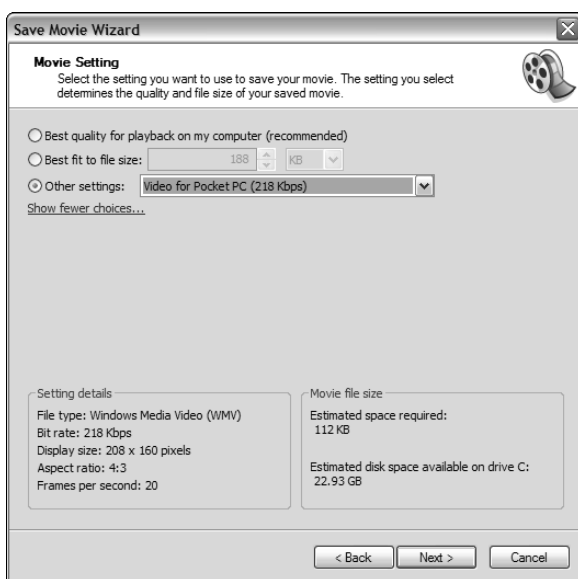 Save Movie Wizard
Movie Setting
Select the setting you want to use to save your movie. The setting you select
determines the quality and file size of your saved movie.
Best quality for playback on my computer (recommended)
Best fit to file size: 188 KB
Other settings: Video for Pocket PC (218 Kbps)
Show fewer choices...
Setting details
File type: Windows Media Video (WMV)
Bit rate: 218 Kbps
Display size: 208 x 160 pixels
Aspect ratio: 4:3
Frames per second: 20
Movie file size
Estimated space required:
112 KB
Estimated disk space available on drive C:
22.93 GB
< Back Next > Cancel